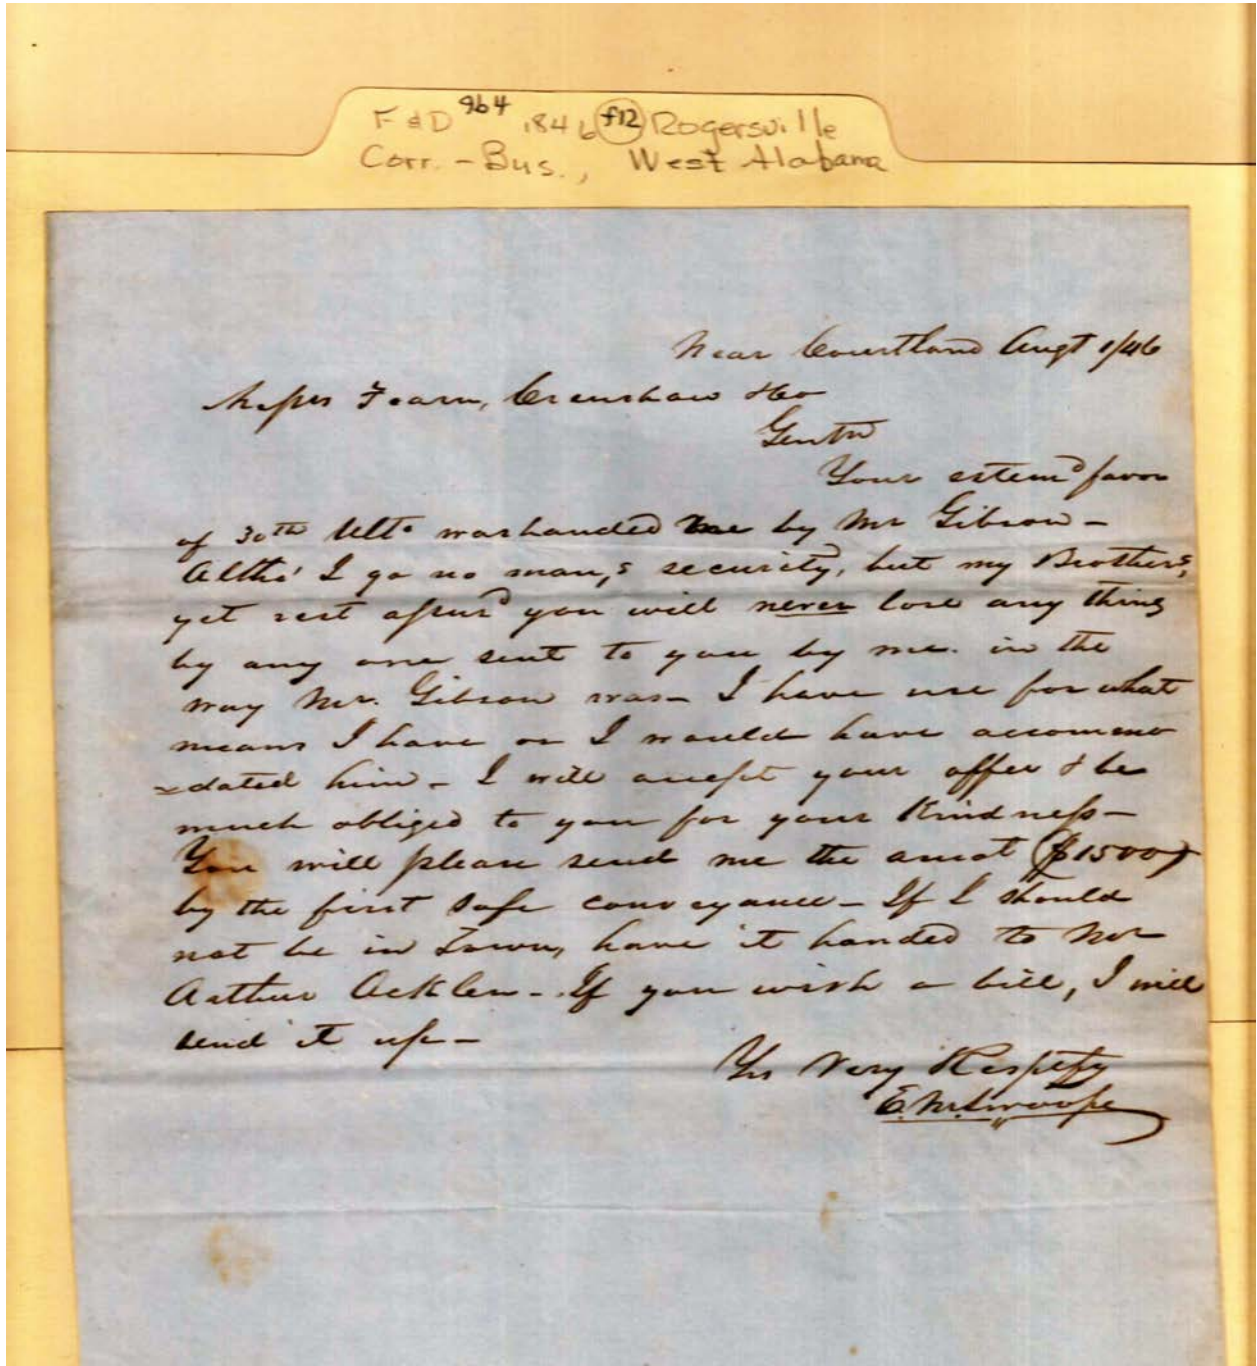 F & D 964 1846 f12 Rogersville
Corr. - Bus., West Alabama
Near Courtland Augt 1/46
Messrs Fearn, Crenshaw & Co
Gentn
Your esteemd favor
of 30th Ulto was handed me by Mr Gibson -
Altho' I go no man,s security, but my Brothers,
yet rest assurd you will never lose any thing
by any one sent to you by me. in the
way Mr. Gibson was - I have use for what
means I have or I would have accommo
=dated him - I will accept your offer & be
much obliged to you for your Kindness -
You will please send me the amot ($1500)
by the first safe conveyance - If I should
not be in Town, have it handed to Mr
Arthur Acklen - If you wish a bill, I will
send it up -
Yrs Very Respefy
E. M. Swoope